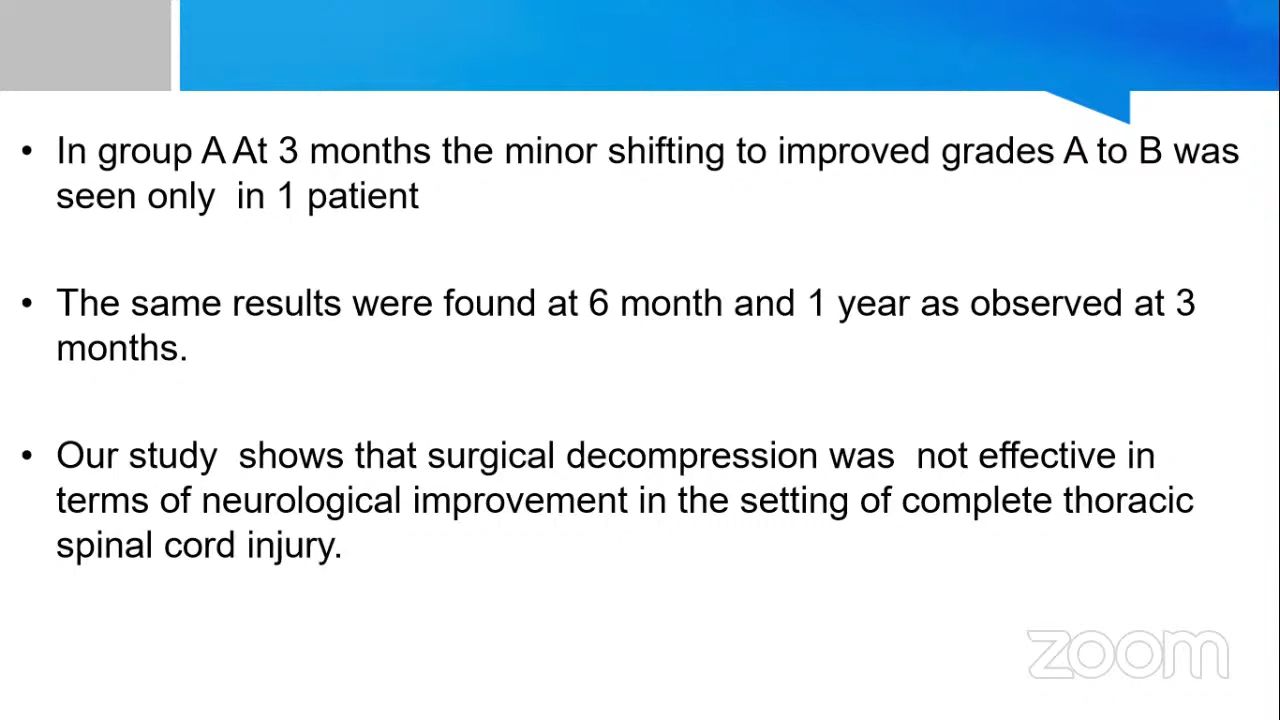 • In group A At 3 months the minor shifting to improved grades A to B was
seen only in 1 patient
• The same results were found at 6 month and 1 year as observed at 3
months.
• Our study shows that surgical decompression was not effective in
terms of neurological improvement in the setting of complete thoracic
spinal cord injury.
zoom